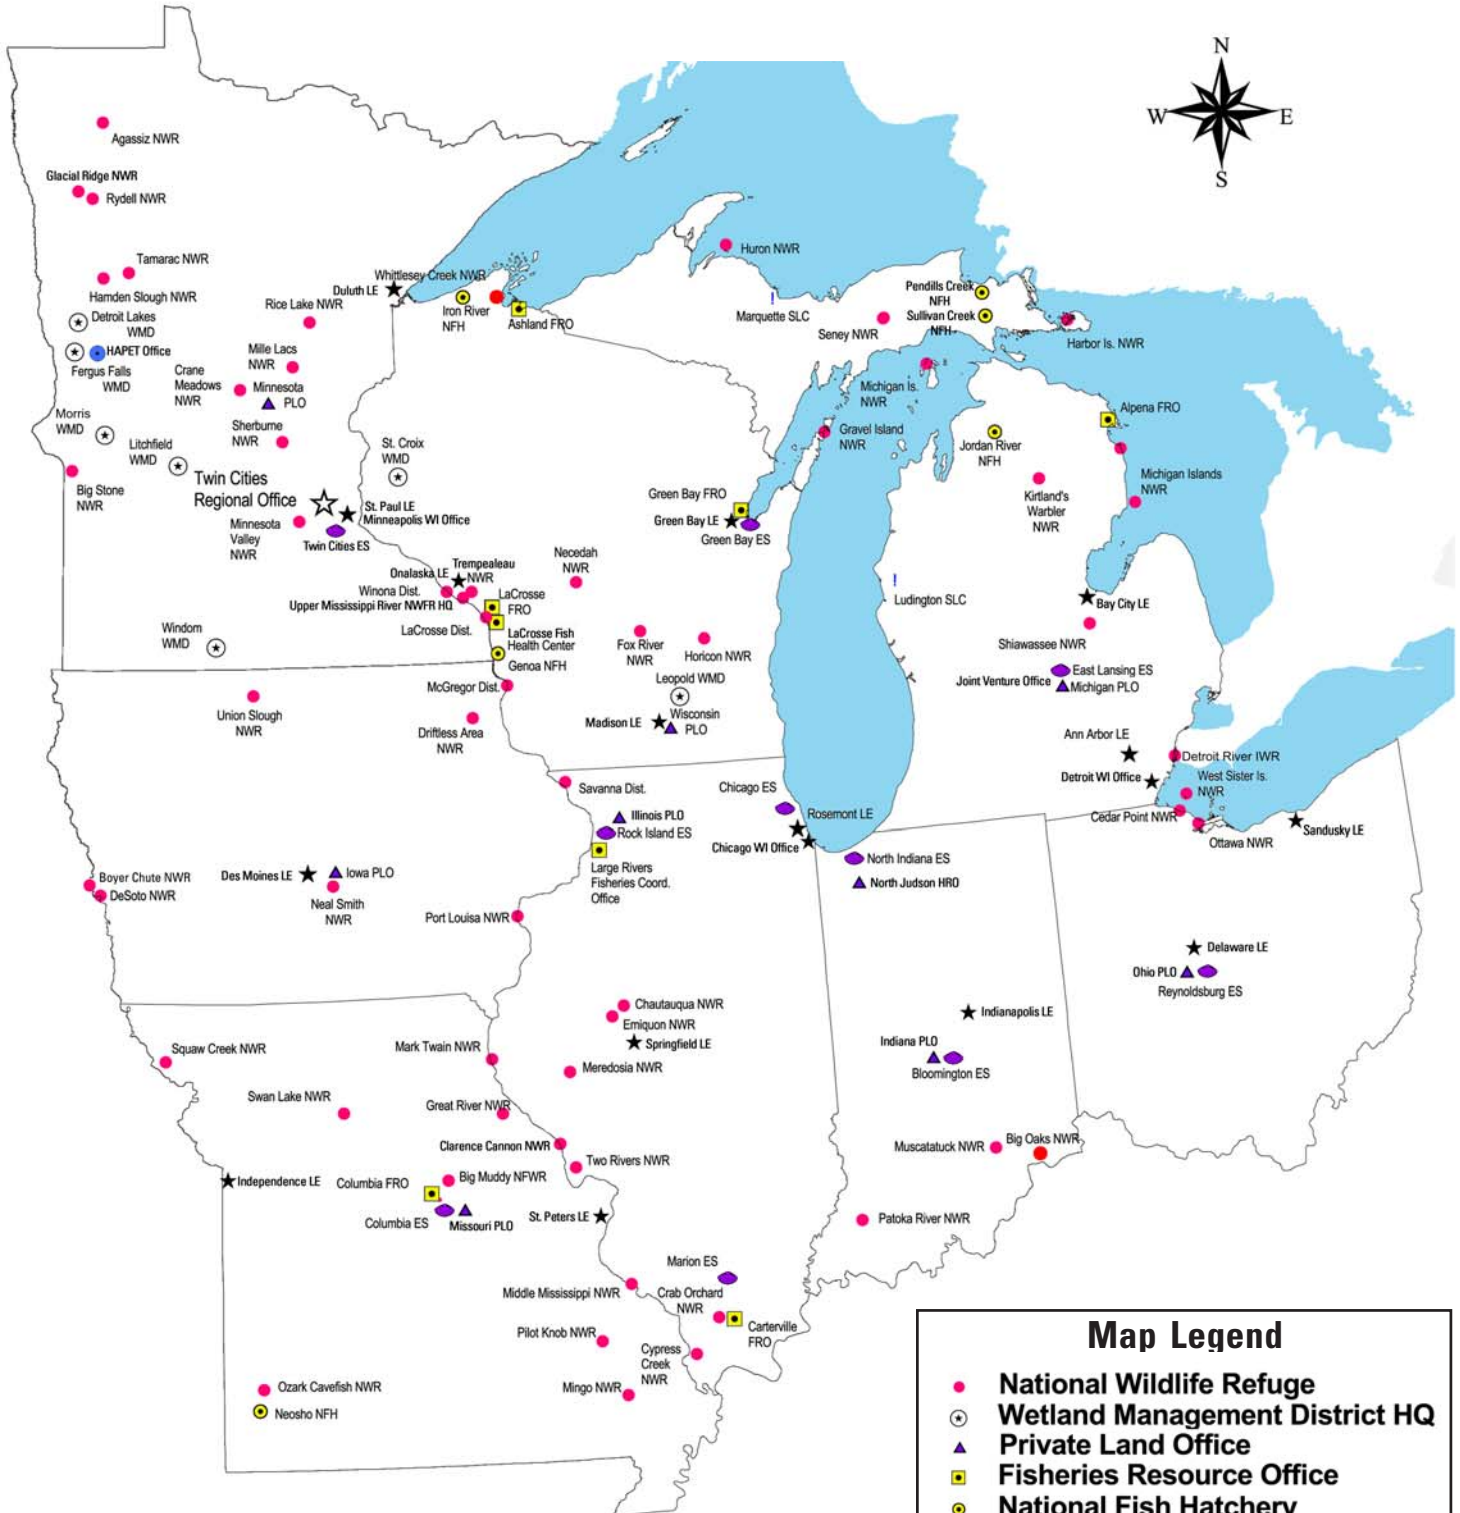 N
W
E
S
Agassiz NWR
Glacial Ridge NWR
Rydell NWR
Tamarac NWR
Hamden Slough NWR
Detroit Lakes
WMD
HAPET Office
Fergus Falls
WMD
Morris
WMD
Litchfield
WMD
Big Stone
NWR
Rice Lake NWR
Mille Lacs
NWR
Crane
Meadows
NWR
Minnesota
PLO
Sherburne
NWR
Twin Cities
Regional Office
St. Paul LE
Minneapolis WI Office
Minnesota
Valley
NWR
Twin Cities ES
Windom
WMD
Duluth LE
Whittlesey Creek NWR
Iron River
NFH
Ashland FRO
St. Croix
WMD
Huron NWR
Marquette SLC
Seney NWR
Pendills Creek
NFH
Sullivan Creek
NFH
Harbor Is. NWR
Michigan Is.
NWR
Gravel Island
NWR
Jordan River
NFH
Alpena FRO
Michigan Islands
NWR
Kirtland's
Warbler
NWR
Green Bay FRO
Green Bay LE
Green Bay ES
Necedah
NWR
Trempealeau
NWR
Onalaska LE
Winona Dist.
Upper Mississippi River NWFR HQ
LaCrosse
FRO
LaCrosse Dist.
LaCrosse Fish
Health Center
Genoa NFH
Fox River
NWR
Horicon NWR
Leopold WMD
Madison LE
Wisconsin
PLO
! Ludington SLC
Bay City LE
Shiawassee NWR
East Lansing ES
Joint Venture Office
Michigan PLO
Ann Arbor LE
Detroit WI Office
Detroit River IWR
West Sister Is.
NWR
Cedar Point NWR
Ottawa NWR
Sandusky LE
McGregor Dist.
Union Slough
NWR
Driftless Area
NWR
Savanna Dist.
Illinois PLO
Rock Island ES
Large Rivers
Fisheries Coord.
Office
Chicago ES
Rosemont LE
Chicago WI Office
North Indiana ES
North Judson HRO
Boyer Chute NWR
DeSoto NWR
Des Moines LE
Iowa PLO
Neal Smith
NWR
Port Louisa NWR
Delaware LE
Ohio PLO
Reynoldsburg ES
Chautauqua NWR
Emiquon NWR
Springfield LE
Meredosia NWR
Indianapolis LE
Indiana PLO
Bloomington ES
Squaw Creek NWR
Mark Twain NWR
Swan Lake NWR
Great River NWR
Clarence Cannon NWR
Two Rivers NWR
Muscatatuck NWR
Big Oaks NWR
Independence LE
Columbia FRO
Big Muddy NFWR
Columbia ES
Missouri PLO
St. Peters LE
Patoka River NWR
Marion ES
Middle Mississippi NWR
Crab Orchard
NWR
Carterville
FRO
Pilot Knob NWR
Cypress
Creek
NWR
Mingo NWR
Ozark Cavefish NWR
Neosho NFH
Map Legend
National Wildlife Refuge
Wetland Management District HQ
Private Land Office
Fisheries Resource Office
National Fish Hatchery